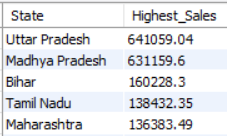 State Highest_Sales
Uttar Pradesh 641059.04
Madhya Pradesh 631159.6
Bihar 160228.3
Tamil Nadu 138432.35
Maharashtra 136383.49